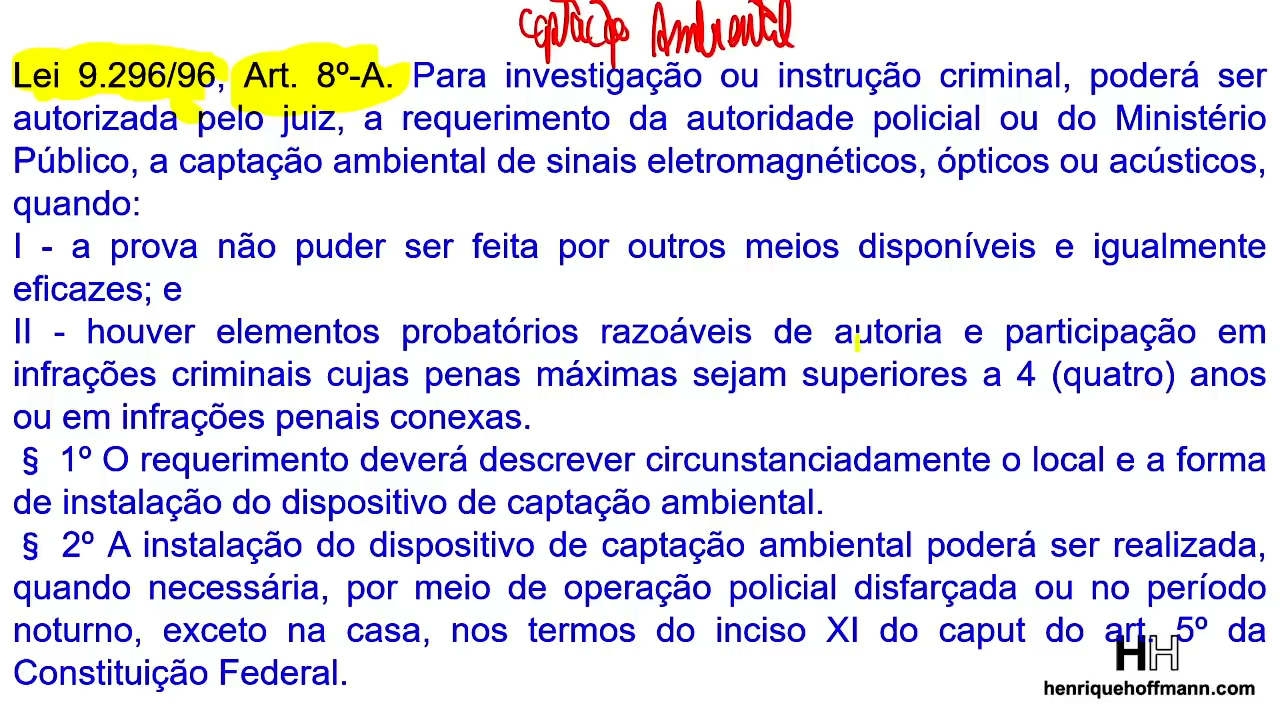 Captação Ambiental
Lei 9.296/96, Art. 8º-A. Para investigação ou instrução criminal, poderá ser
autorizada pelo juiz, a requerimento da autoridade policial ou do Ministério
Público, a captação ambiental de sinais eletromagnéticos, ópticos ou acústicos,
quando:
I - a prova não puder ser feita por outros meios disponíveis e igualmente
eficazes; e
II - houver elementos probatórios razoáveis de autoria e participação em
infrações criminais cujas penas máximas sejam superiores a 4 (quatro) anos
ou em infrações penais conexas.
§ 1º O requerimento deverá descrever circunstanciadamente o local e a forma
de instalação do dispositivo de captação ambiental.
§ 2º A instalação do dispositivo de captação ambiental poderá ser realizada,
quando necessária, por meio de operação policial disfarçada ou no período
noturno, exceto na casa, nos termos do inciso XI do caput do art. 5º da
Constituição Federal.
HH
henriquehoffmann.com